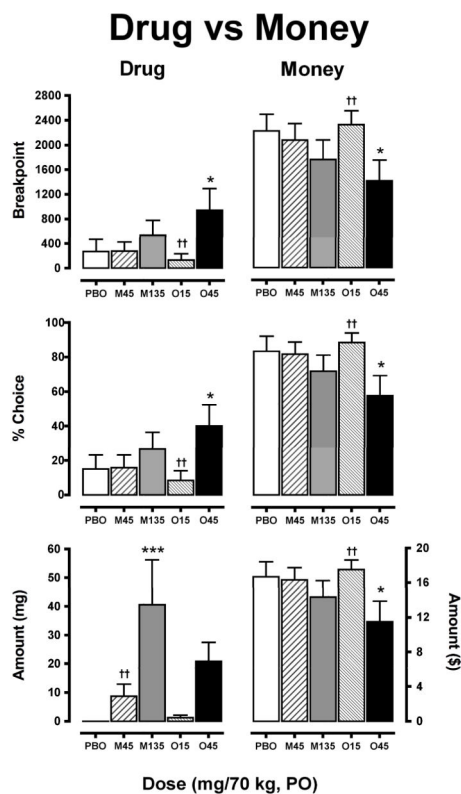 Drug vs Money
Drug
Money
Breakpoint
2800
2400
2000
1600
1200
800
400
0
*
††
††
*
PBO M45 M135 O15 O45
PBO M45 M135 O15 O45
% Choice
100
80
60
40
20
0
*
††
††
*
PBO M45 M135 O15 O45
PBO M45 M135 O15 O45
Amount (mg)
60
50
40
30
20
10
0
††
***
††
*
20
16
12
8
4
0
Amount ($)
PBO M45 M135 O15 O45
PBO M45 M135 O15 O45
Dose (mg/70 kg, PO)